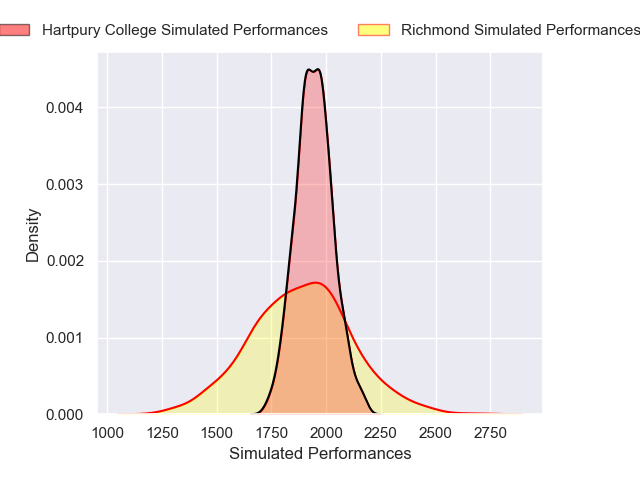 Hartpury College Simulated Performances Richmond Simulated Performances
0.004
0.003
0.002
0.001
0.000
Density
1000 1250 1500 1750 2000 2250 2500 2750
Simulated Performances